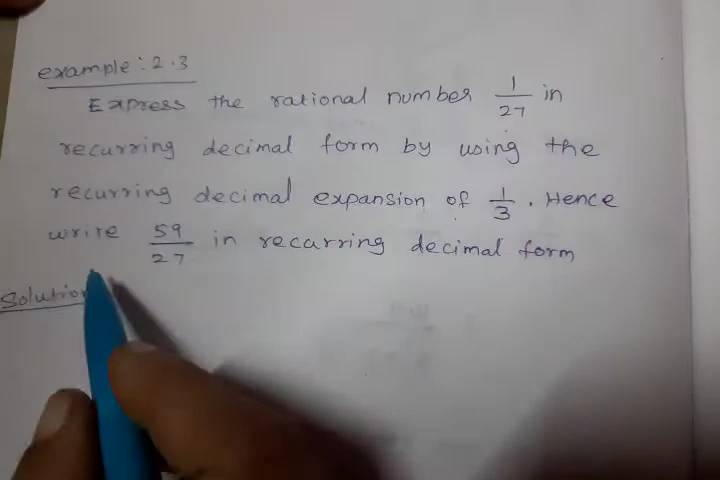 example: 2.3
Express the rational number 1/27 in
recurring decimal form by using the
recurring decimal expansion of 1/3. Hence
write 59/27 in recurring decimal form
Solution